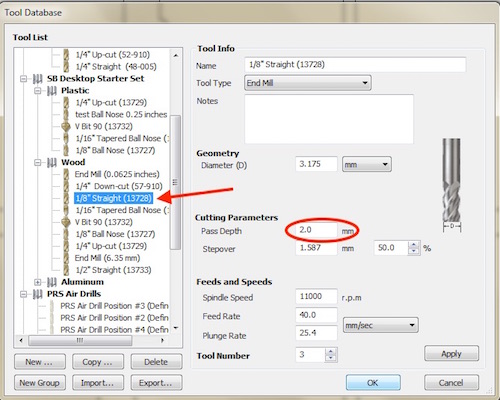 Tool Database
Tool List
1/4" Up-cut (52-910)
1/4" Straight (48-005)
SB Desktop Starter Set
Plastic
1/4" Up-cut (13729)
test Ball Nose 0.25 inches
V Bit 90 (13732)
1/16" Tapered Ball Nose (
1/8" Ball Nose (13727)
Wood
End Mill (0.0625 inches)
1/4" Down-cut (57-910)
1/8" Straight (13728)
1/16" Tapered Ball Nose (
1/8" Ball Nose (13727)
V Bit 90 (13732)
1/4" Up-cut (13729)
End Mill (6.35 mm)
1/2" Straight (13733)
Aluminum
PRS Air Drills
PRS Air Drill Position #4 (Defin
PRS Air Drill Position #3 (Defin
PRS Air Drill Position #2 (Defin
New ...
Copy ...
Delete
New Group
Import...
Export...
Tool Info
Name 1/8" Straight (13728)
Tool Type End Mill
Notes
Geometry
Diameter (D) 3.175 mm
D
Cutting Parameters
Pass Depth 2.0 mm
Stepover 1.587 mm 50.0 %
Feeds and Speeds
Spindle Speed 11000 r.p.m
Feed Rate 40.0
mm/sec
Plunge Rate 25.4
Tool Number 3
Apply
OK
Cancel